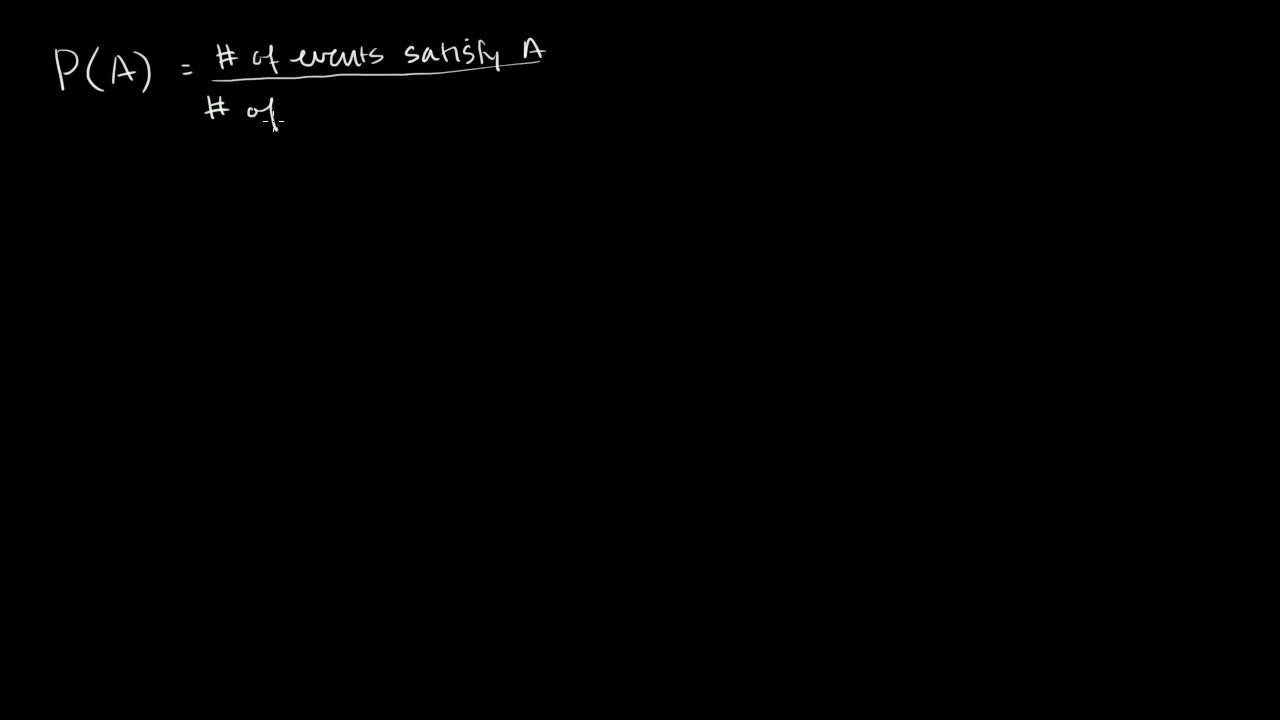 P(A) = # of events satisfy A
# of